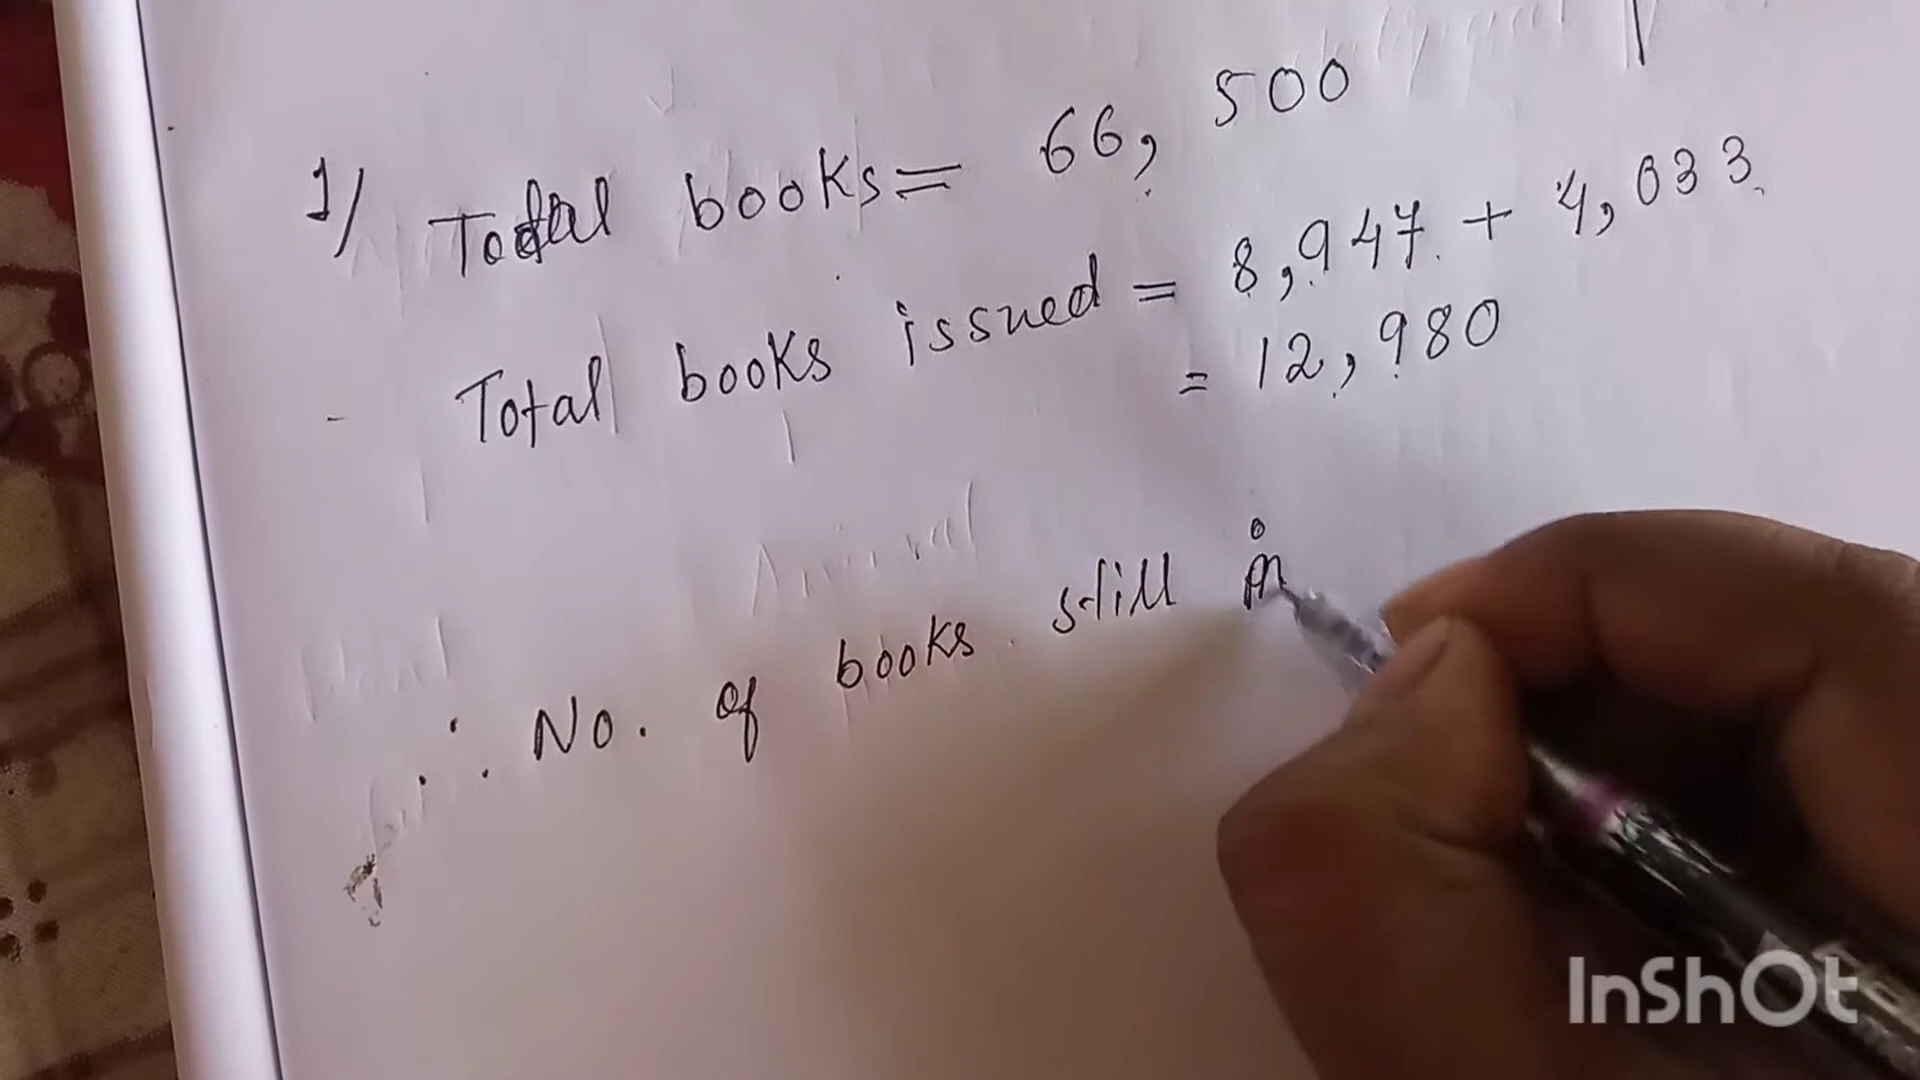 1/ Total books = 66,500
Total books issued = 8,947 + 4,033
= 12,980
∴ No. of books still in
InShOt